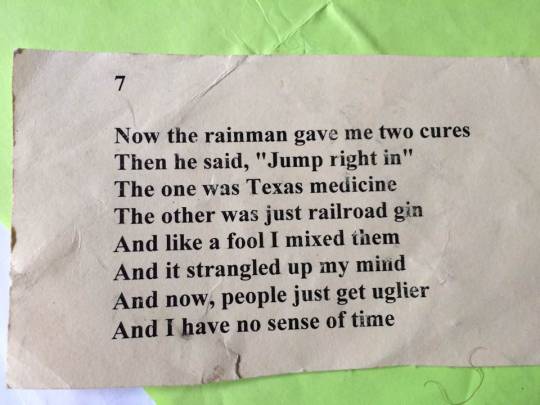 7
Now the rainman gave me two cures
Then he said, "Jump right in"
The one was Texas medicine
The other was just railroad gin
And like a fool I mixed them
And it strangled up my mind
And now, people just get uglier
And I have no sense of time